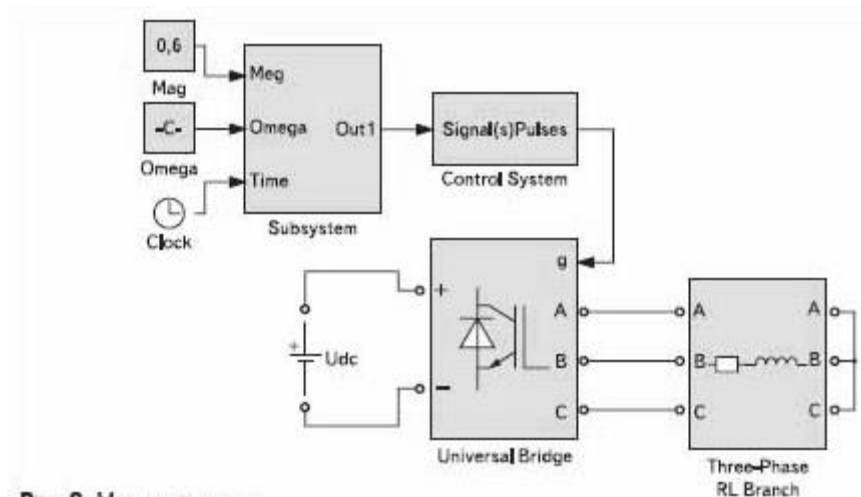 0,6
Mag
-C-
Omega
Clock
Meg
Omega
Time
Out1
Subsystem
Signal(s)Pulses
Control System
+
Udc
+
-
g
A
B
C
Universal Bridge
A
B
C
A
B
C
Three-Phase
RL Branch